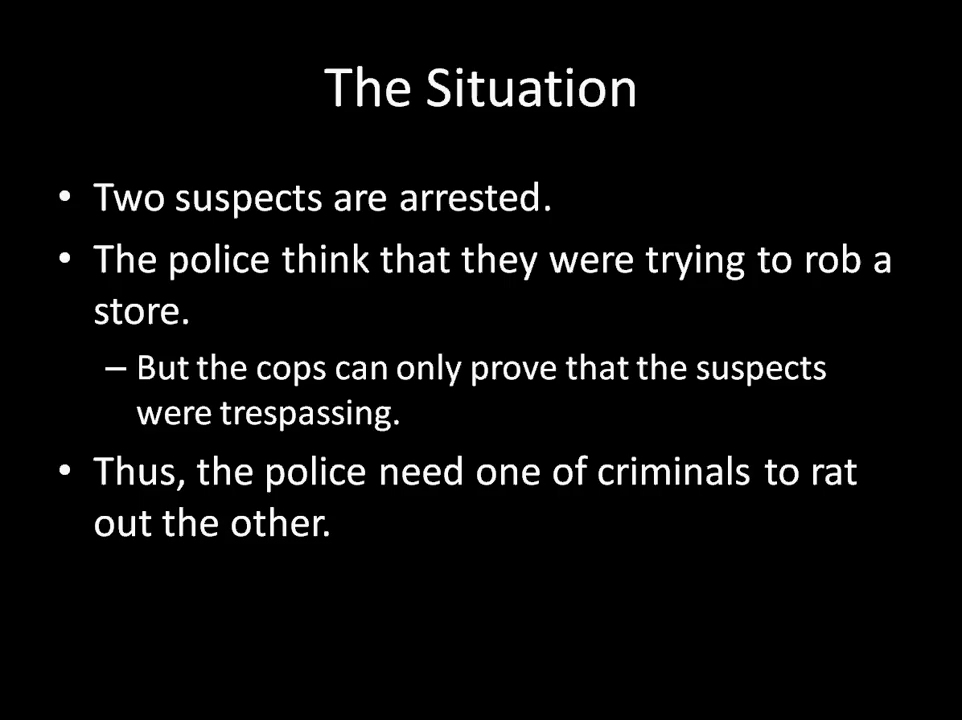 The Situation
• Two suspects are arrested.
• The police think that they were trying to rob a
store.
– But the cops can only prove that the suspects
were trespassing.
• Thus, the police need one of criminals to rat
out the other.